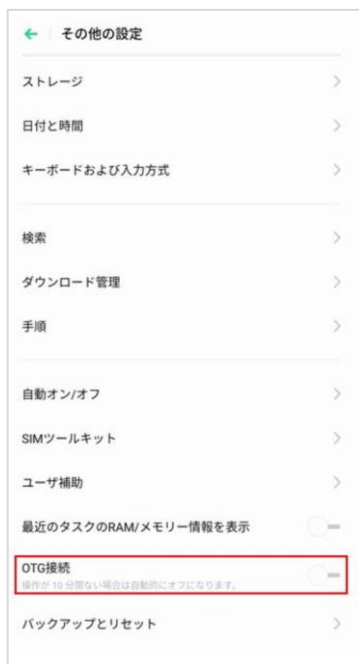 その他の設定
ストレージ
日付と時間
キーボードおよび入力方式
検索
ダウンロード管理
手順
自動オン/オフ
SIMツールキット
ユーザ補助
最近のタスクのRAM/メモリー情報を表示
OTG接続
操作が 10 分間ない場合は自動的にオフになります。
バックアップとリセット